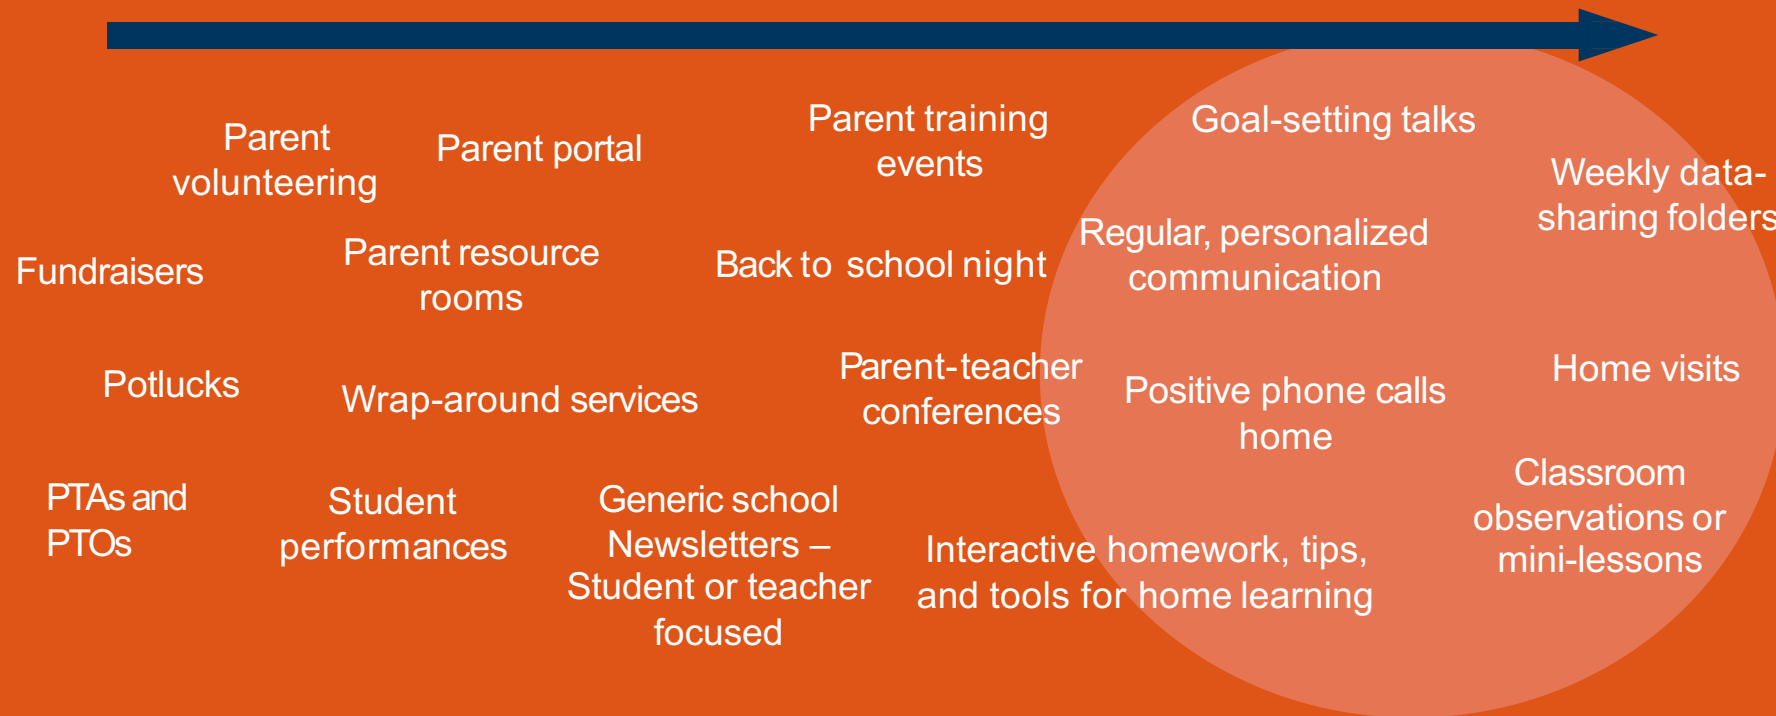 Parent
volunteering
Parent portal
Parent training
events
Goal-setting talks
Weekly data-
sharing folders
Fundraisers
Parent resource
rooms
Back to school night
Regular, personalized
communication
Potlucks
Wrap-around services
Parent-teacher
conferences
Positive phone calls
home
Home visits
PTAs and
PTOs
Student
performances
Generic school
Newsletters –
Student or teacher
focused
Interactive homework, tips,
and tools for home learning
Classroom
observations or
mini-lessons